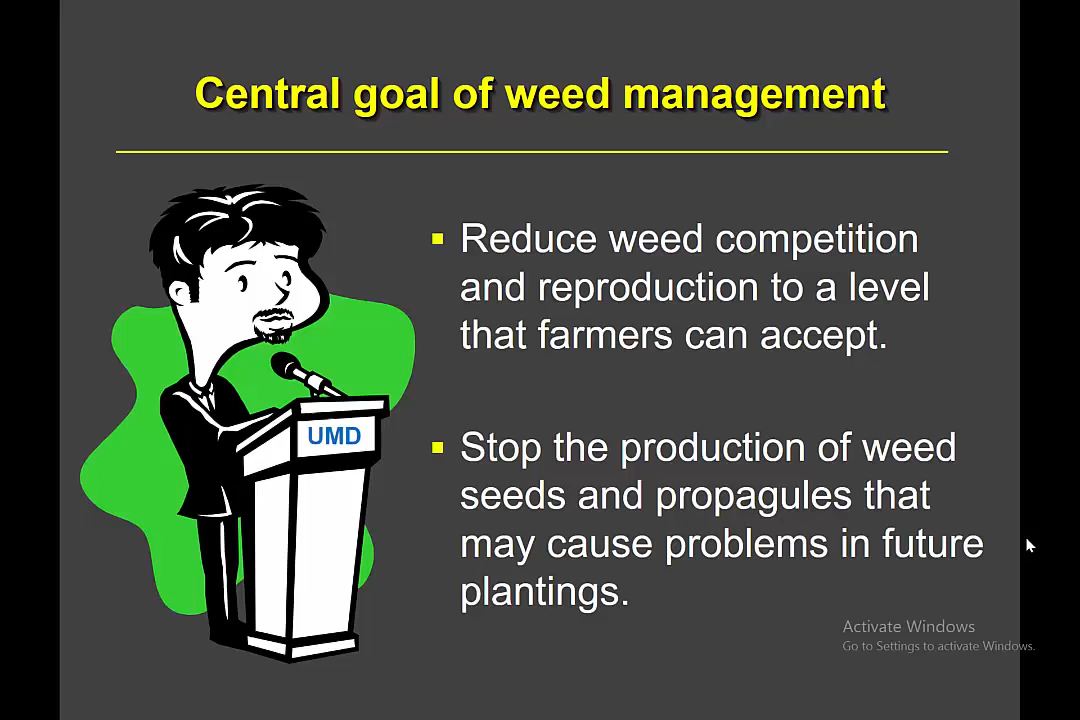 Central goal of weed management
Reduce weed competition
and reproduction to a level
that farmers can accept.
UMD
Stop the production of weed
seeds and propagules that
may cause problems in future
plantings.
Activate Windows
Go to Settings to activate Windows.